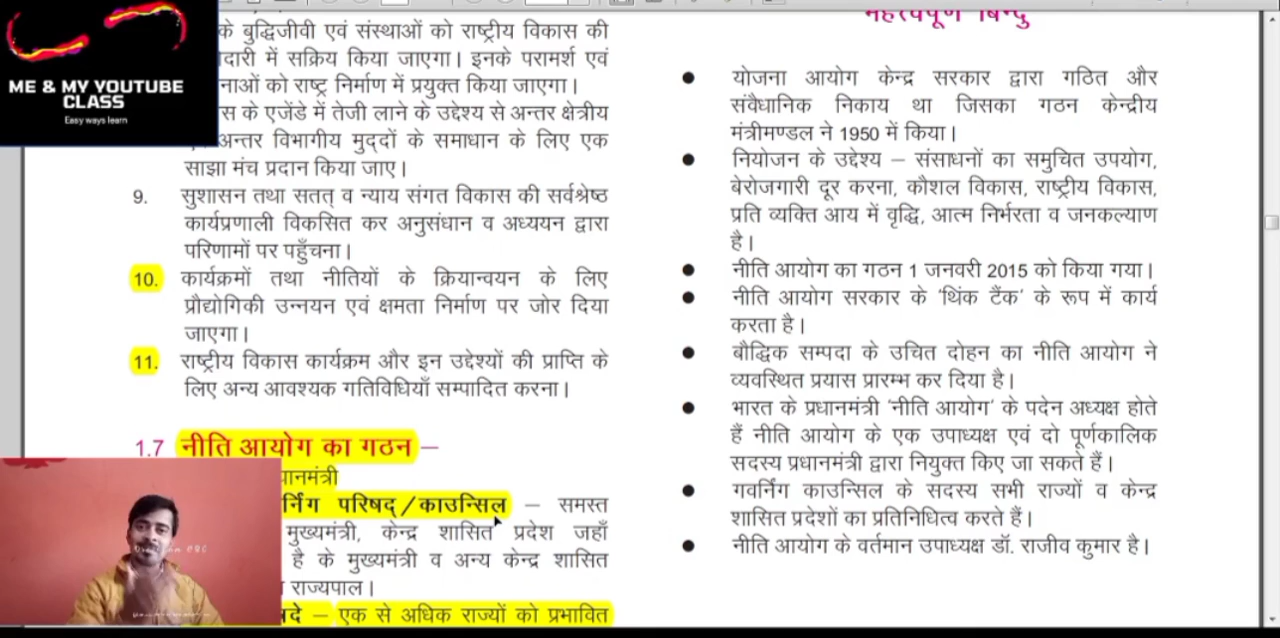 ME & MY YOUTUBE
CLASS
Easy ways learn
के बुद्धिजीवी एवं संस्थाओं को राष्ट्रीय विकास की
दारी में सक्रिय किया जाएगा। इनके परामर्श एवं
नाओं को राष्ट्र निर्माण में प्रयुक्त किया जाएगा।
स के एजेंडे में तेजी लाने के उद्देश्य से अन्तर क्षेत्रीय
अन्तर विभागीय मुद्दों के समाधान के लिए एक
साझा मंच प्रदान किया जाए।
9. सुशासन तथा सतत् व न्याय संगत विकास की सर्वश्रेष्ठ
कार्यप्रणाली विकसित कर अनुसंधान व अध्ययन द्वारा
परिणामों पर पहुँचना।
10. कार्यक्रमों तथा नीतियों के क्रियान्वयन के लिए
प्रौद्योगिकी उन्नयन एवं क्षमता निर्माण पर जोर दिया
जाएगा।
11. राष्ट्रीय विकास कार्यक्रम और इन उद्देश्यों की प्राप्ति के
लिए अन्य आवश्यक गतिविधियाँ सम्पादित करना।
1.7 नीति आयोग का गठन –
धानमंत्री
र्निंग परिषद्/काउन्सिल – समस्त
मुख्यमंत्री, केन्द्र शासित प्रदेश जहाँ
है के मुख्यमंत्री व अन्य केन्द्र शासित
राज्यपाल।
षदे – एक से अधिक राज्यों को प्रभावित
महत्वपूर्ण बिन्दु
● योजना आयोग केन्द्र सरकार द्वारा गठित और
संवैधानिक निकाय था जिसका गठन केन्द्रीय
मंत्रीमण्डल ने 1950 में किया।
● नियोजन के उद्देश्य – संसाधनों का समुचित उपयोग,
बेरोजगारी दूर करना, कौशल विकास, राष्ट्रीय विकास,
प्रति व्यक्ति आय में वृद्धि, आत्म निर्भरता व जनकल्याण
है।
● नीति आयोग का गठन 1 जनवरी 2015 को किया गया।
● नीति आयोग सरकार के 'थिंक टैंक' के रूप में कार्य
करता है।
● बौद्धिक सम्पदा के उचित दोहन का नीति आयोग ने
व्यवस्थित प्रयास प्रारम्भ कर दिया है।
● भारत के प्रधानमंत्री 'नीति आयोग' के पदेन अध्यक्ष होते
हैं नीति आयोग के एक उपाध्यक्ष एवं दो पूर्णकालिक
सदस्य प्रधानमंत्री द्वारा नियुक्त किए जा सकते हैं।
● गवर्निंग काउन्सिल के सदस्य सभी राज्यों व केन्द्र
शासित प्रदेशों का प्रतिनिधित्व करते हैं।
● नीति आयोग के वर्तमान उपाध्यक्ष डॉ. राजीव कुमार है।